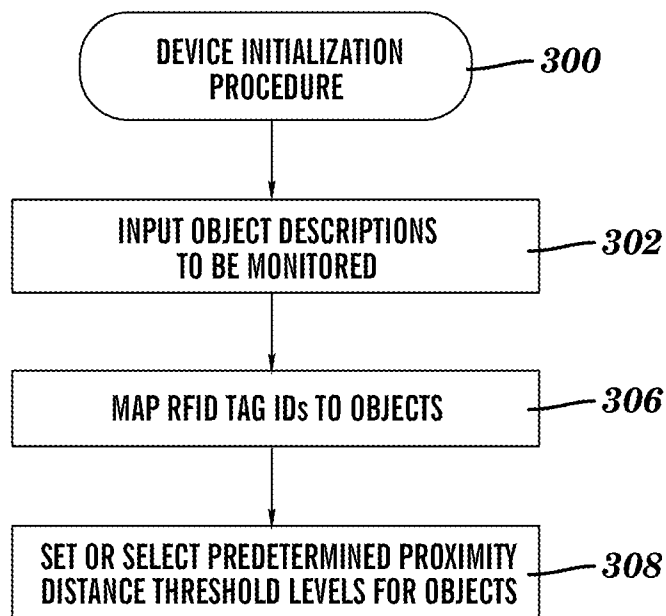 DEVICE INITIALIZATION
PROCEDURE
300
INPUT OBJECT DESCRIPTIONS
TO BE MONITORED
302
MAP RFID TAG IDs TO OBJECTS
306
SET OR SELECT PREDETERMINED PROXIMITY
DISTANCE THRESHOLD LEVELS FOR OBJECTS
308